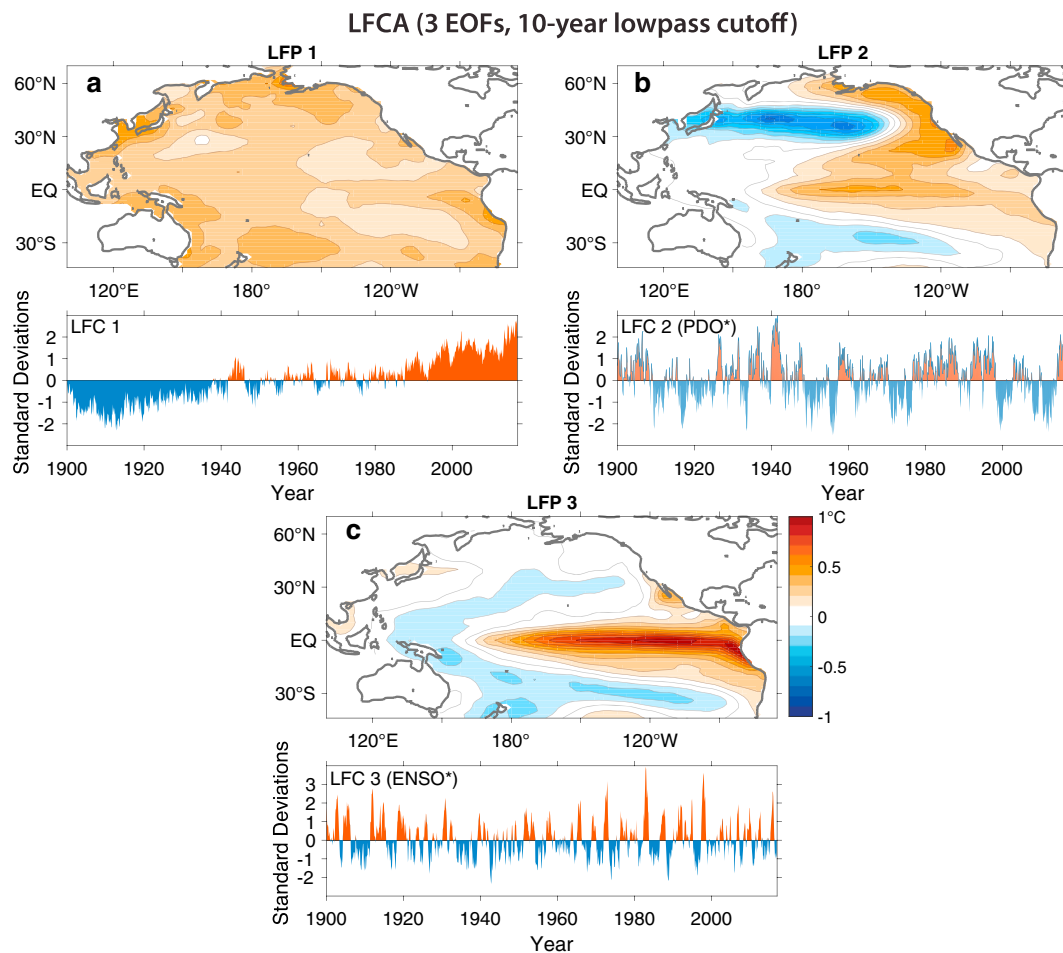 LFCA (3 EOFs, 10-year lowpass cutoff)
LFP 1
a
60°N
30°N
EQ
30°S
120°E 180° 120°W
LFC 1
Standard Deviations
2
1
0
-1
-2
1900 1920 1940 1960 1980 2000
Year
LFP 2
b
60°N
30°N
EQ
30°S
120°E 180° 120°W
LFC 2 (PDO*)
Standard Deviations
2
1
0
-1
-2
1900 1920 1940 1960 1980 2000
Year
LFP 3
c
60°N
30°N
EQ
30°S
120°E 180° 120°W
1°C
0.5
0
-0.5
-1
LFC 3 (ENSO*)
Standard Deviations
3
2
1
0
-1
-2
1900 1920 1940 1960 1980 2000
Year